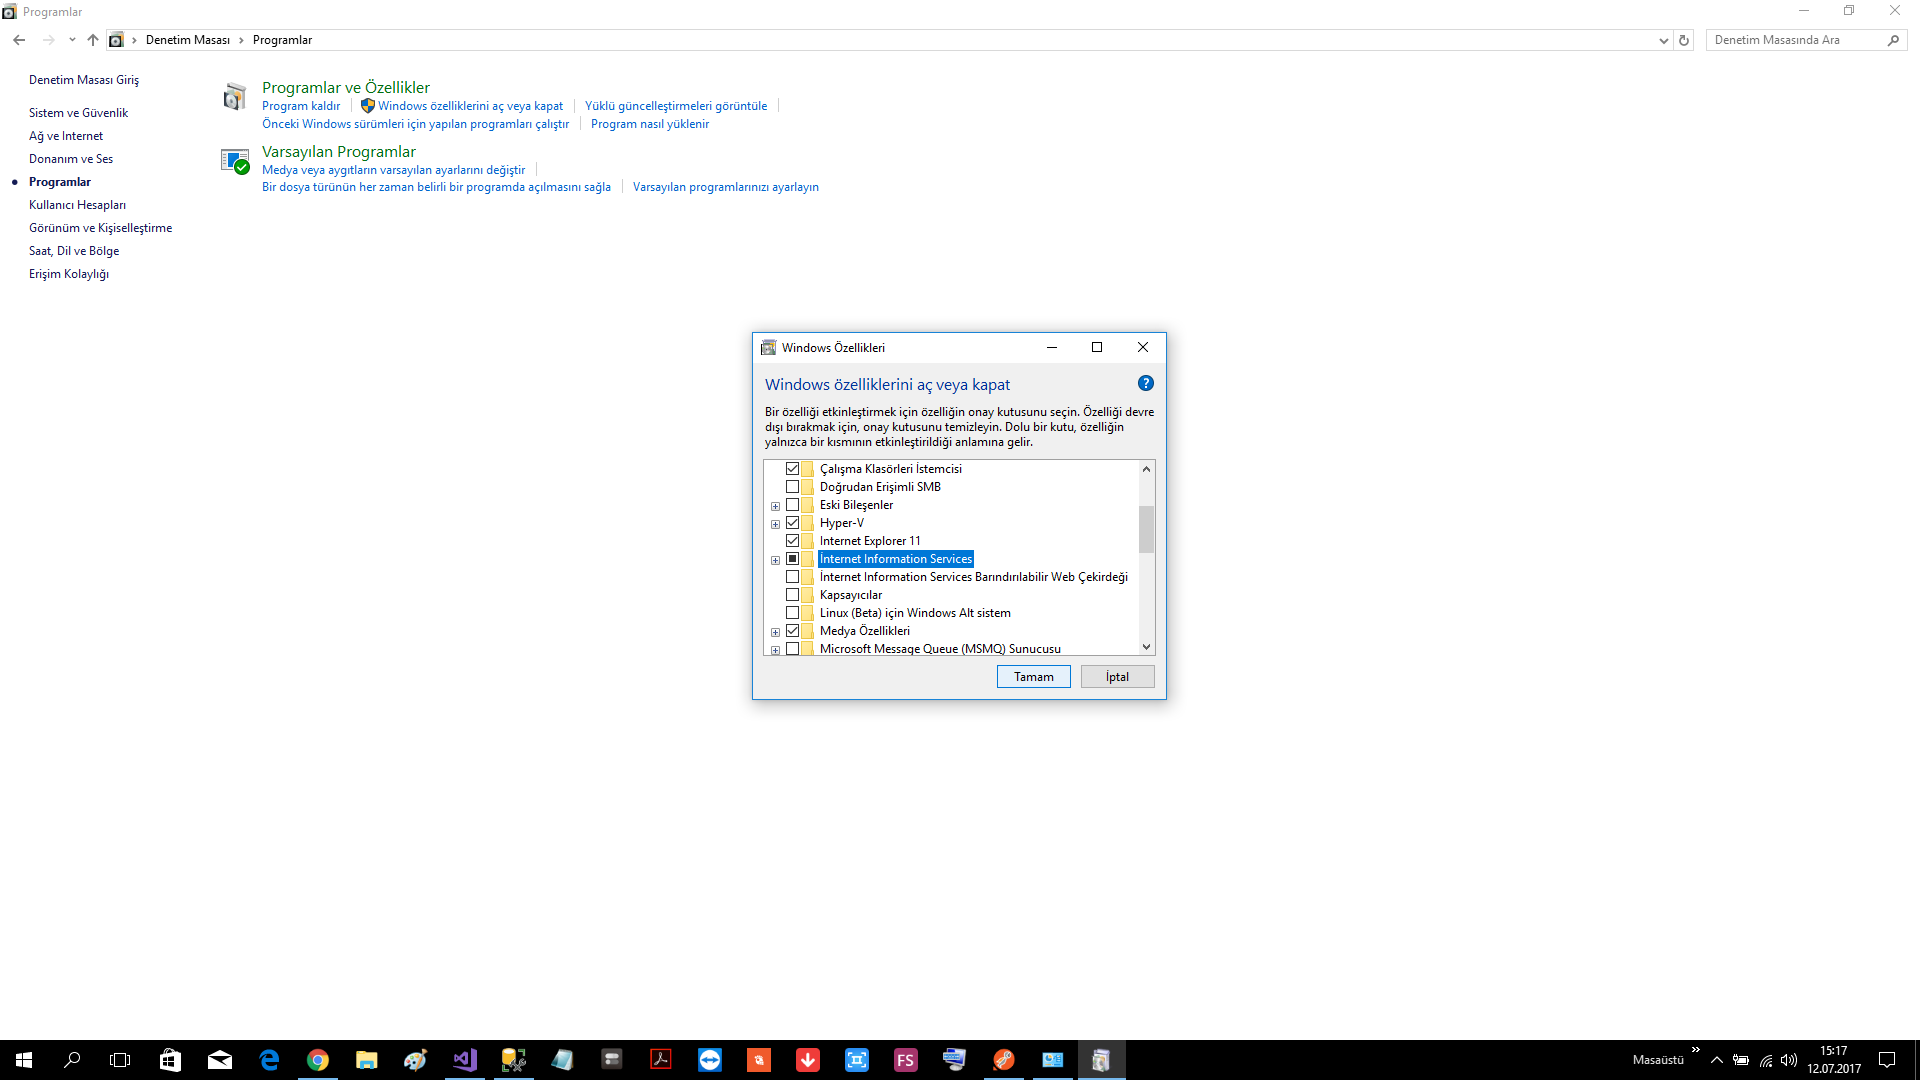 Programlar
Denetim Masası Programlar
Denetim Masasında Ara
Denetim Masası Giriş
Sistem ve Güvenlik
Ağ ve Internet
Donanım ve Ses
Programlar
Kullanıcı Hesapları
Görünüm ve Kişiselleştirme
Saat, Dil ve Bölge
Erişim Kolaylığı
Programlar ve Özellikler
Program kaldır Windows özelliklerini aç veya kapat Yüklü güncelleştirmeleri görüntüle
Önceki Windows sürümleri için yapılan programları çalıştır Program nasıl yüklenir
Varsayılan Programlar
Medya veya aygıtların varsayılan ayarlarını değiştir
Bir dosya türünün her zaman belirli bir programda açılmasını sağla Varsayılan programlarınızı ayarlayın
Windows Özellikleri
Windows özelliklerini aç veya kapat
Bir özelliği etkinleştirmek için özelliğin onay kutusunu seçin. Özelliği devre
dışı bırakmak için, onay kutusunu temizleyin. Dolu bir kutu, özelliğin
yalnızca bir kısmının etkinleştirildiği anlamına gelir.
Çalışma Klasörleri İstemcisi
Doğrudan Erişimli SMB
Eski Bileşenler
Hyper-V
Internet Explorer 11
İnternet Information Services
İnternet Information Services Barındırılabilir Web Çekirdeği
Kapsayıcılar
Linux (Beta) için Windows Alt sistem
Medya Özellikleri
Microsoft Message Queue (MSMQ) Sunucusu
Tamam İptal
FS
Masaüstü
15:17
12.07.2017